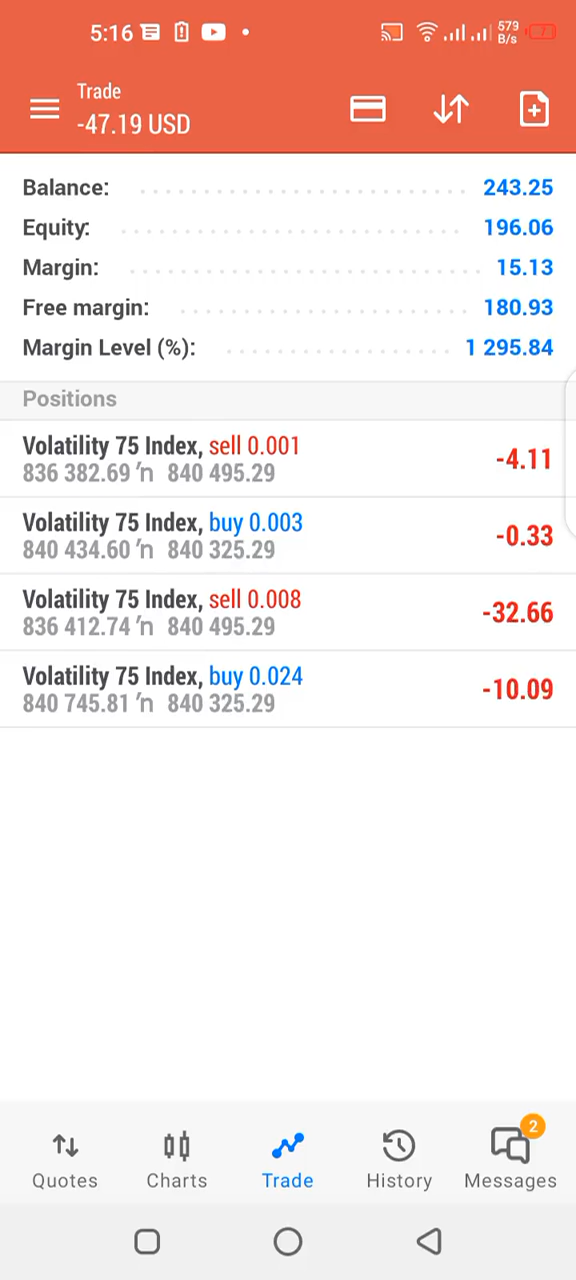 5:16
579 B/s
7
Trade
-47.19 USD
Balance: 243.25
Equity: 196.06
Margin: 15.13
Free margin: 180.93
Margin Level (%): 1 295.84
Positions
Volatility 75 Index, sell 0.001
836 382.69 'n 840 495.29
-4.11
Volatility 75 Index, buy 0.003
840 434.60 'n 840 325.29
-0.33
Volatility 75 Index, sell 0.008
836 412.74 'n 840 495.29
-32.66
Volatility 75 Index, buy 0.024
840 745.81 'n 840 325.29
-10.09
2
Quotes Charts Trade History Messages